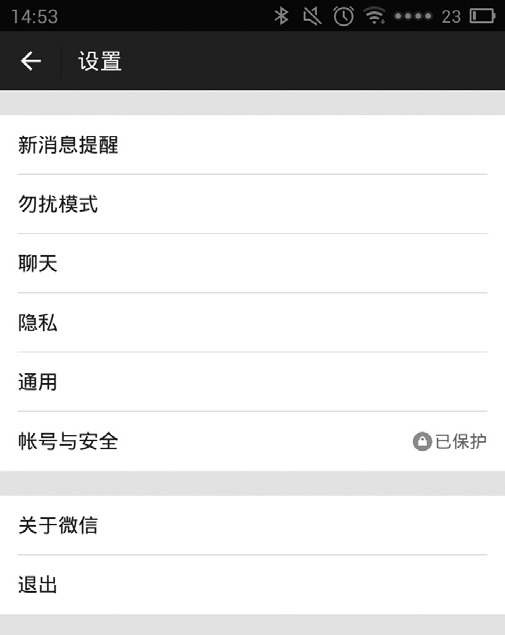 14:53
23
设置
新消息提醒
勿扰模式
聊天
隐私
通用
帐号与安全
已保护
关于微信
退出